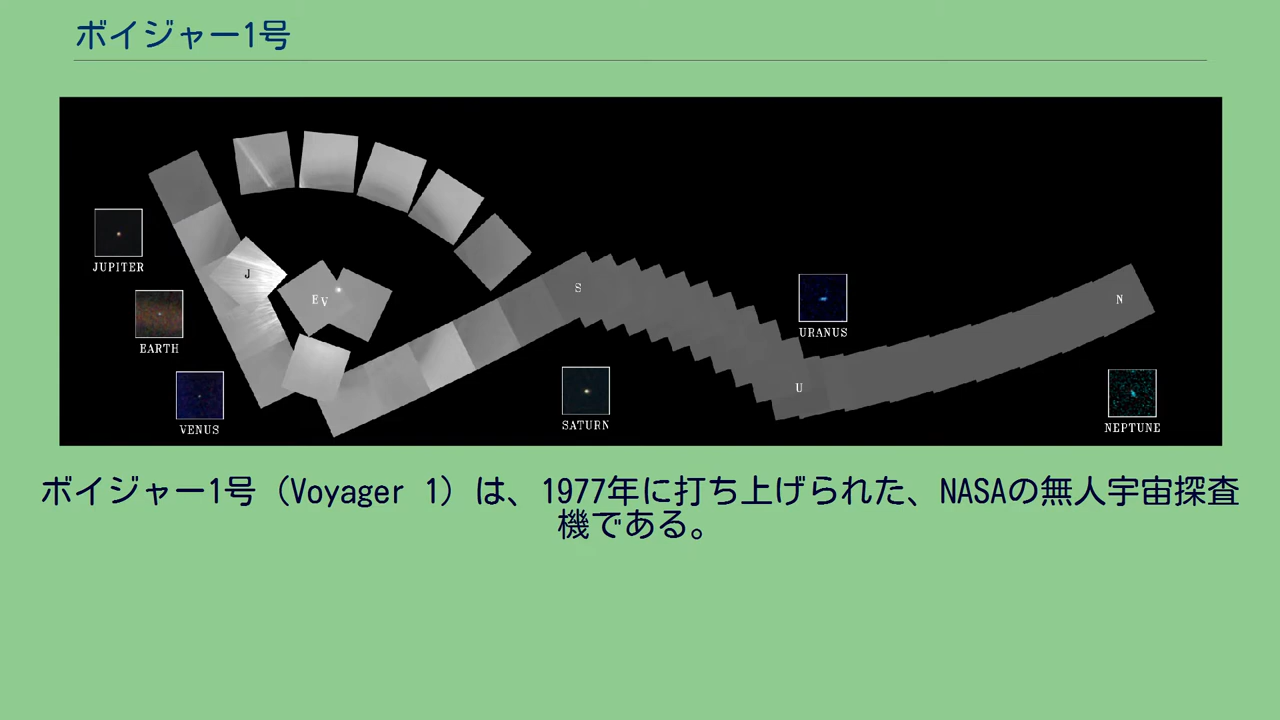 ボイジャー1号
J
E
V
S
U
N
JUPITER
EARTH
VENUS
SATURN
URANUS
NEPTUNE
ボイジャー1号（Voyager 1）は、1977年に打ち上げられた、NASAの無人宇宙探査
機である。